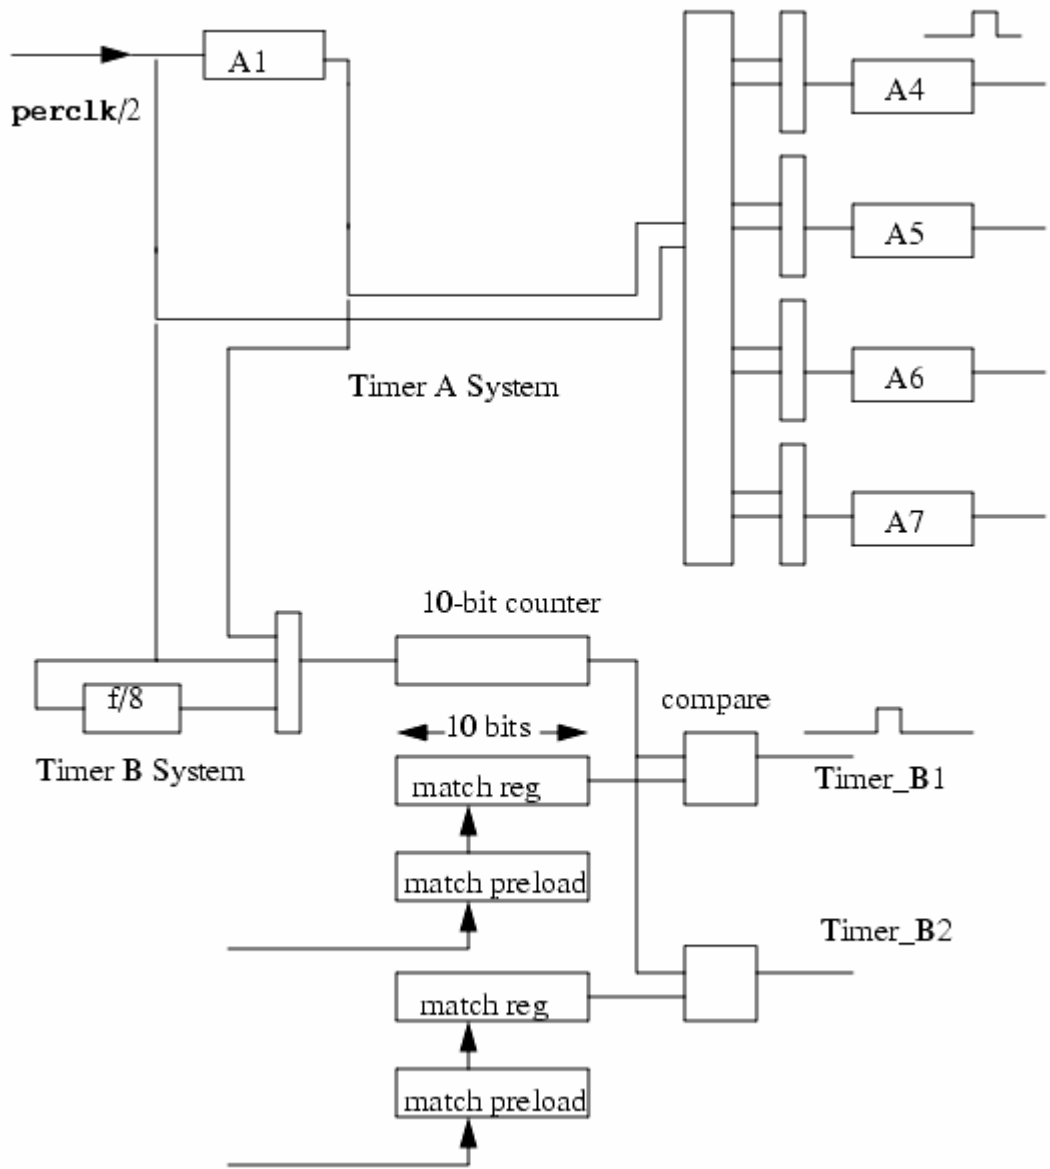 A1
perclk/2
A4
A5
Timer A System
A6
A7
10-bit counter
f/8
compare
10 bits
Timer B System
match reg
Timer_B1
match preload
Timer_B2
match reg
match preload